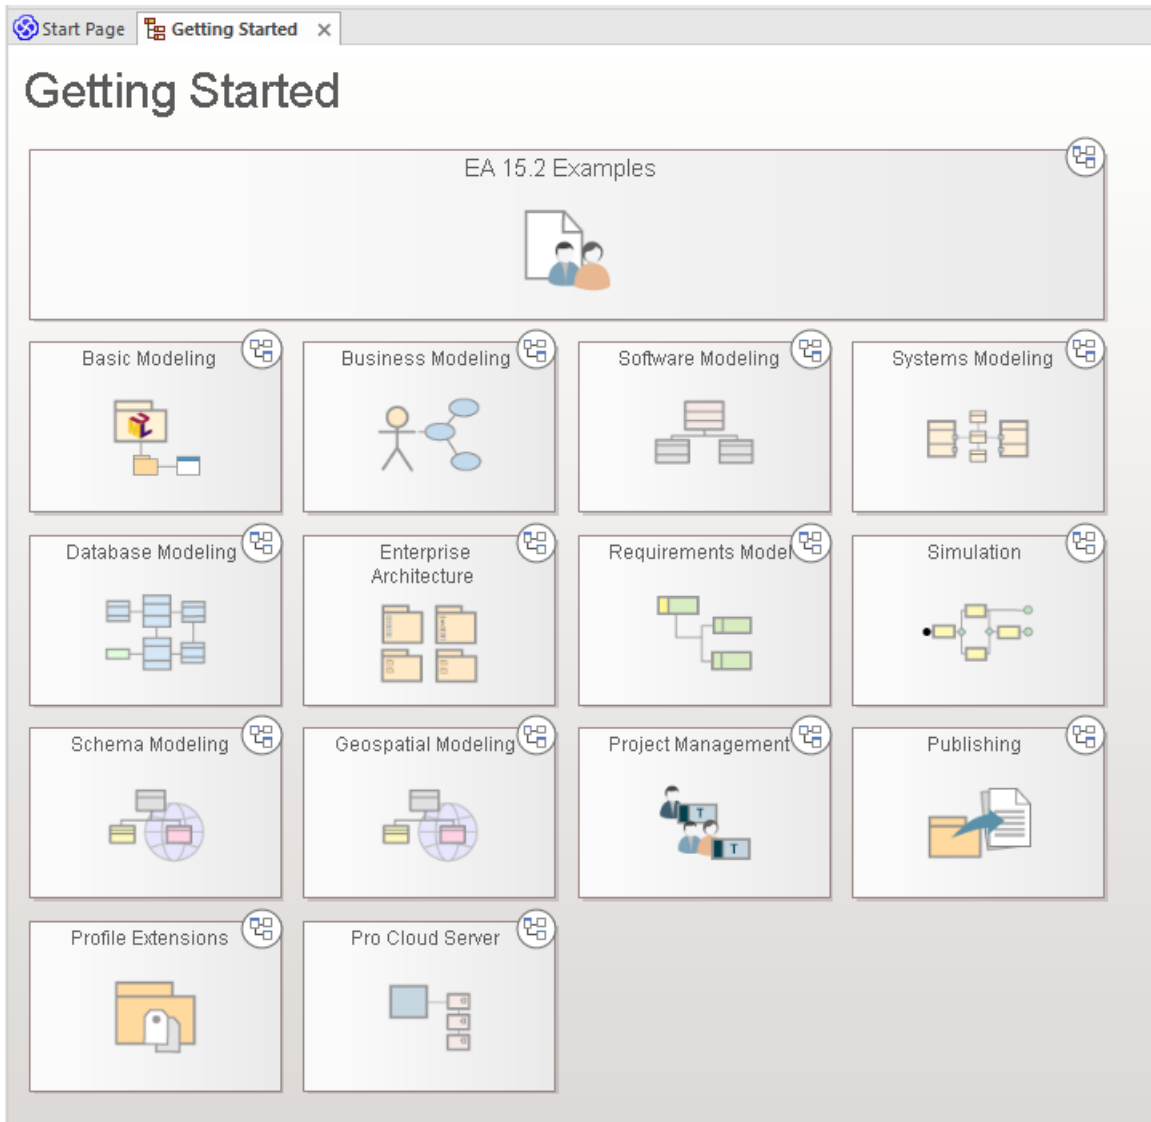 Start Page
Getting Started
Getting Started
EA 15.2 Examples
Basic Modeling
Business Modeling
Software Modeling
Systems Modeling
Database Modeling
Enterprise
Architecture
Requirements Model
Simulation
Schema Modeling
Geospatial Modeling
Project Management
T
T
Publishing
Profile Extensions
Pro Cloud Server